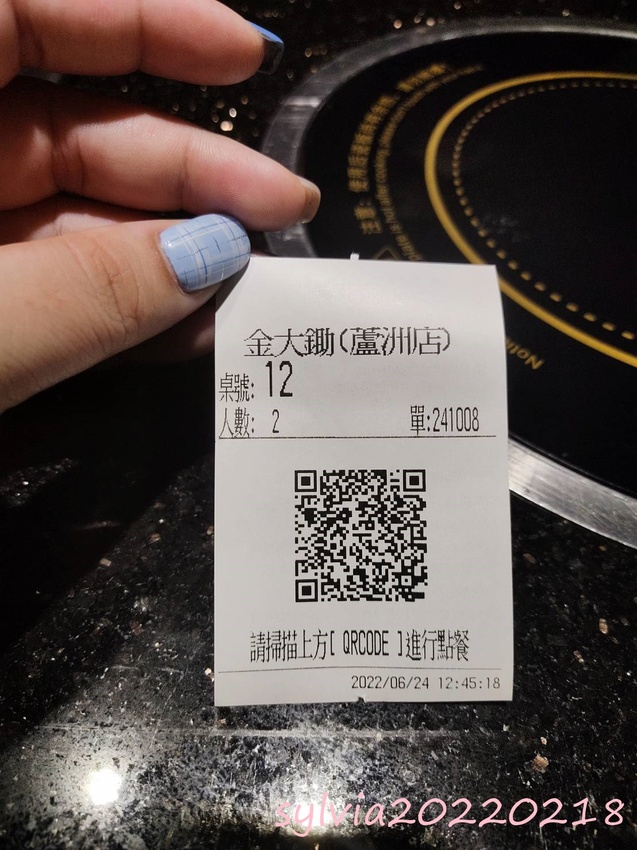 金大鋤(蘆洲店)
桌號: 12
人數: 2 單:241008
請掃描上方[ QRCODE ]進行點餐
2022/06/24 12:45:18
sylvia20220218